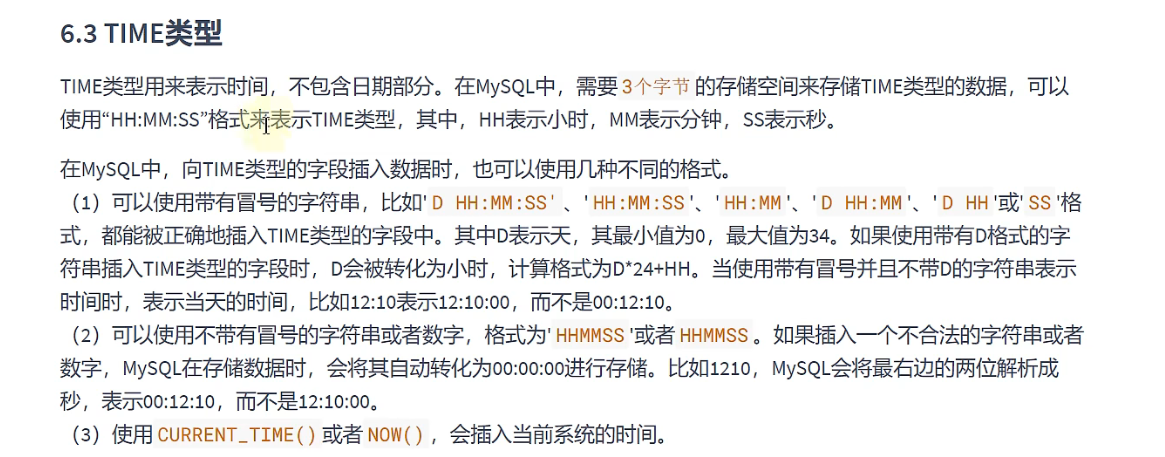 6.3 TIME类型
TIME类型用来表示时间，不包含日期部分。在MySQL中，需要 3个字节 的存储空间来存储TIME类型的数据，可以
使用“HH:MM:SS”格式来表示TIME类型，其中，HH表示小时，MM表示分钟，SS表示秒。
在MySQL中，向TIME类型的字段插入数据时，也可以使用几种不同的格式。
（1）可以使用带有冒号的字符串，比如' D HH:MM:SS' 、' HH:MM:SS '、' HH:MM '、' D HH:MM '、' D HH '或' SS '格
式，都能被正确地插入TIME类型的字段中。其中D表示天，其最小值为0，最大值为34。如果使用带有D格式的字
符串插入TIME类型的字段时，D会被转化为小时，计算格式为D*24+HH。当使用带有冒号并且不带D的字符串表示
时间时，表示当天的时间，比如12:10表示12:10:00，而不是00:12:10。
（2）可以使用不带有冒号的字符串或者数字，格式为' HHMMSS '或者 HHMMSS 。如果插入一个不合法的字符串或者
数字，MySQL在存储数据时，会将其自动转化为00:00:00进行存储。比如1210，MySQL会将最右边的两位解析成
秒，表示00:12:10，而不是12:10:00。
（3）使用 CURRENT_TIME() 或者 NOW() ，会插入当前系统的时间。